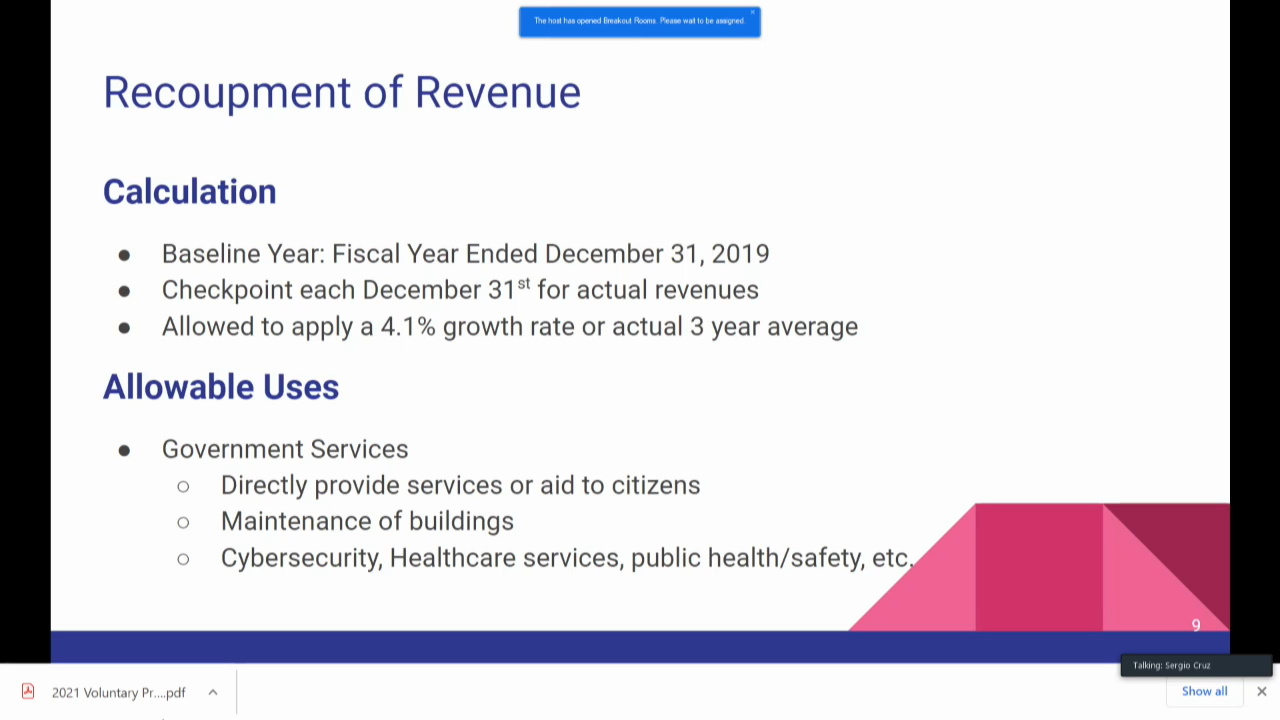 The host has opened Breakout Rooms. Please wait to be assigned.
Recoupment of Revenue
Calculation
● Baseline Year: Fiscal Year Ended December 31, 2019
● Checkpoint each December 31st for actual revenues
● Allowed to apply a 4.1% growth rate or actual 3 year average
Allowable Uses
● Government Services
○ Directly provide services or aid to citizens
○ Maintenance of buildings
○ Cybersecurity, Healthcare services, public health/safety, etc.
9
Talking: Sergio Cruz
2021 Voluntary Pr....pdf
Show all